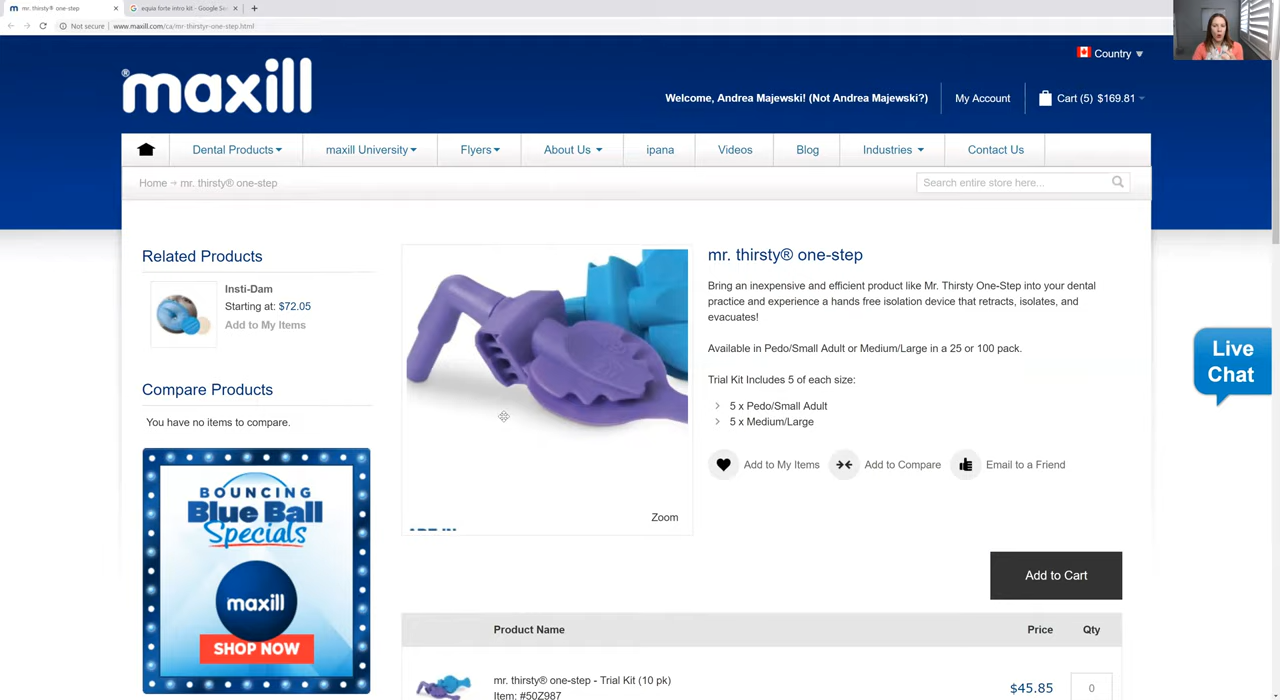 mr. thirsty® one-step
equia forte intro kit - Google Se
Not secure www.maxill.com/ca/mr-thirstyr-one-step.html
Country
®maxill
Welcome, Andrea Majewski! (Not Andrea Majewski?) My Account Cart (5) $169.81
Dental Products maxill University Flyers About Us ipana Videos Blog Industries Contact Us
Home → mr. thirsty® one-step
Search entire store here...
Related Products
Insti-Dam
Starting at: $72.05
Add to My Items
Compare Products
You have no items to compare.
BOUNCING
Blue Ball
Specials
maxill
SHOP NOW
Zoom
mr. thirsty® one-step
Bring an inexpensive and efficient product like Mr. Thirsty One-Step into your dental
practice and experience a hands free isolation device that retracts, isolates, and
evacuates!
Available in Pedo/Small Adult or Medium/Large in a 25 or 100 pack.
Trial Kit Includes 5 of each size:
5 x Pedo/Small Adult
5 x Medium/Large
Add to My Items Add to Compare Email to a Friend
Live
Chat
Add to Cart
Product Name Price Qty
mr. thirsty® one-step - Trial Kit (10 pk)
Item: #50Z987
$45.85 0